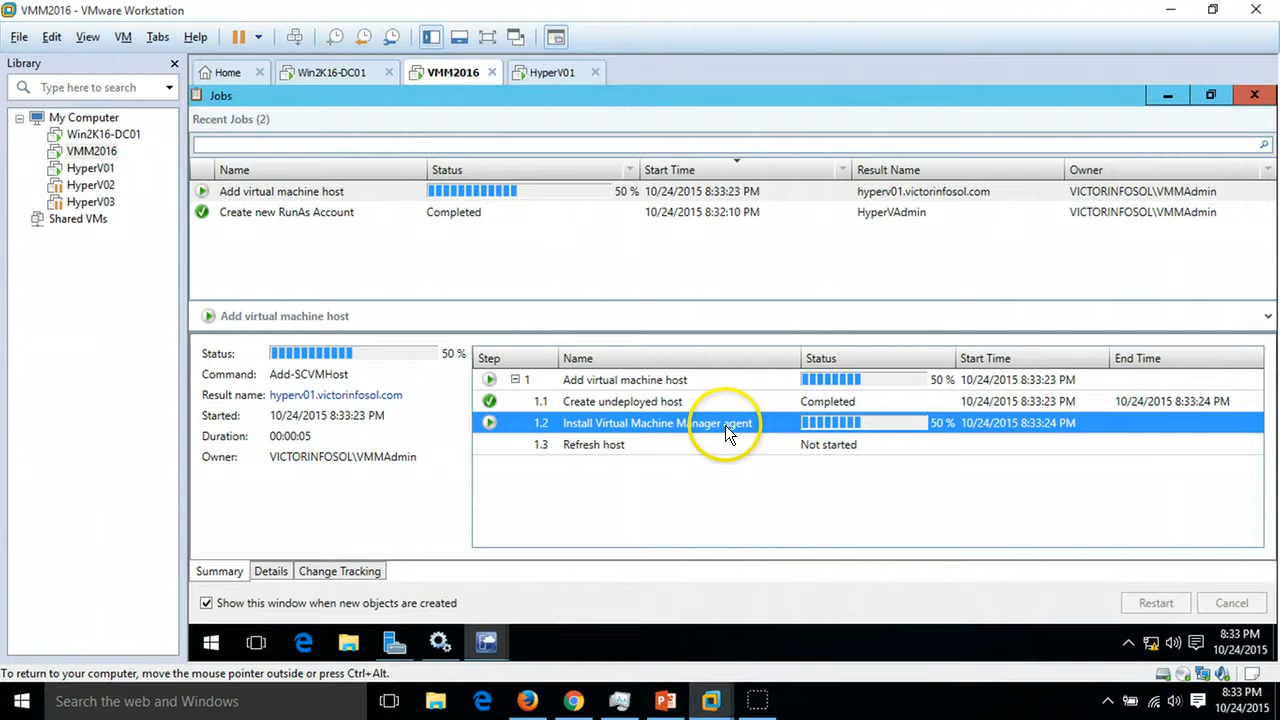 VMM2016 - VMware Workstation
File Edit View VM Tabs Help
Library
Type here to search
My Computer
Win2K16-DC01
VMM2016
HyperV01
HyperV02
HyperV03
Shared VMs
Home Win2K16-DC01 VMM2016 HyperV01
Jobs
Recent Jobs (2)
Name Status Start Time Result Name Owner
Add virtual machine host 50 % 10/24/2015 8:33:23 PM hyperv01.victorinfosol.com VICTORINFOSOL\VMMAdmin
Create new RunAs Account Completed 10/24/2015 8:32:10 PM HyperVAdmin VICTORINFOSOL\VMMAdmin
Add virtual machine host
Status: 50 %
Command: Add-SCVMHost
Result name: hyperv01.victorinfosol.com
Started: 10/24/2015 8:33:23 PM
Duration: 00:00:05
Owner: VICTORINFOSOL\VMMAdmin
Step Name Status Start Time End Time
1 Add virtual machine host 50 % 10/24/2015 8:33:23 PM
1.1 Create undeployed host Completed 10/24/2015 8:33:23 PM 10/24/2015 8:33:24 PM
1.2 Install Virtual Machine Manager agent 50 % 10/24/2015 8:33:24 PM
1.3 Refresh host Not started
Summary Details Change Tracking
Show this window when new objects are created
Restart Cancel
8:33 PM
10/24/2015
To return to your computer, move the mouse pointer outside or press Ctrl+Alt.
Search the web and Windows
8:33 PM
10/24/2015